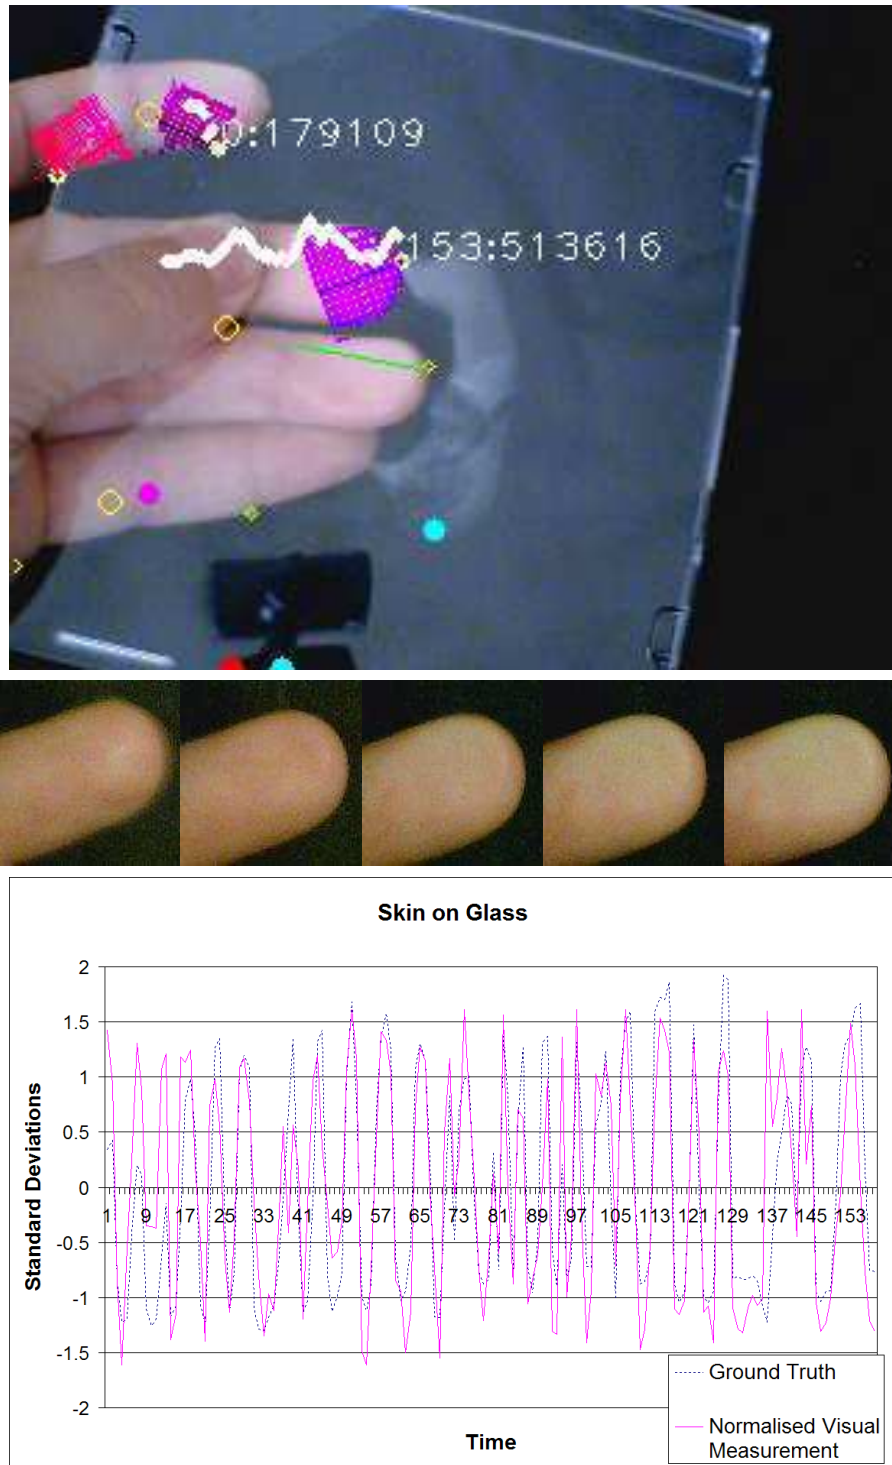 0:179109
153:513616
Skin on Glass
2
1.5
1
0.5
0
-0.5
-1
-1.5
-2
1 9 17 25 33 41 49 57 65 73 81 89 97 105 113 121 129 137 145 153
Standard Deviations
Time
Ground Truth
Normalised Visual
Measurement